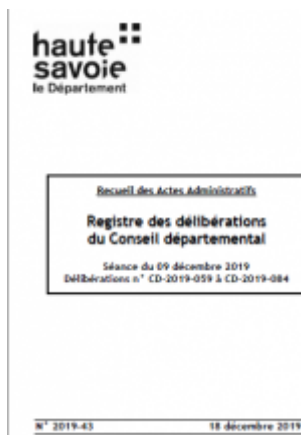 haute
savoie
le Département
Recueil des Actes Administratifs
Registre des délibérations
du Conseil départemental
Séance du 09 décembre 2019
Délibérations n° CD-2019-059 à CD-2019-084
N° 2019-43 18 décembre 2019